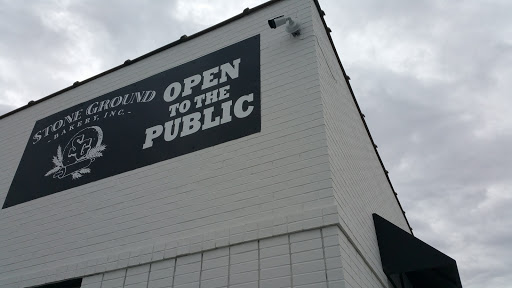 STONE GROUND
- BAKERY, INC. -
SG
OPEN
TO THE
PUBLIC